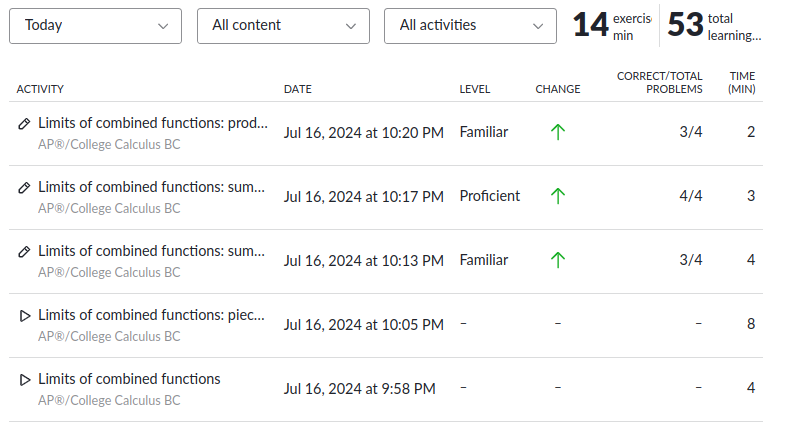 Today
All content
All activities
14 exercis
min
53 total
learning...
ACTIVITY DATE LEVEL CHANGE CORRECT/TOTAL PROBLEMS TIME (MIN)
Limits of combined functions: prod... Jul 16, 2024 at 10:20 PM Familiar ↑ 3/4 2
AP®/College Calculus BC
Limits of combined functions: sum... Jul 16, 2024 at 10:17 PM Proficient ↑ 4/4 3
AP®/College Calculus BC
Limits of combined functions: sum... Jul 16, 2024 at 10:13 PM Familiar ↑ 3/4 4
AP®/College Calculus BC
Limits of combined functions: piec... Jul 16, 2024 at 10:05 PM – – – 8
AP®/College Calculus BC
Limits of combined functions Jul 16, 2024 at 9:58 PM – – – 4
AP®/College Calculus BC